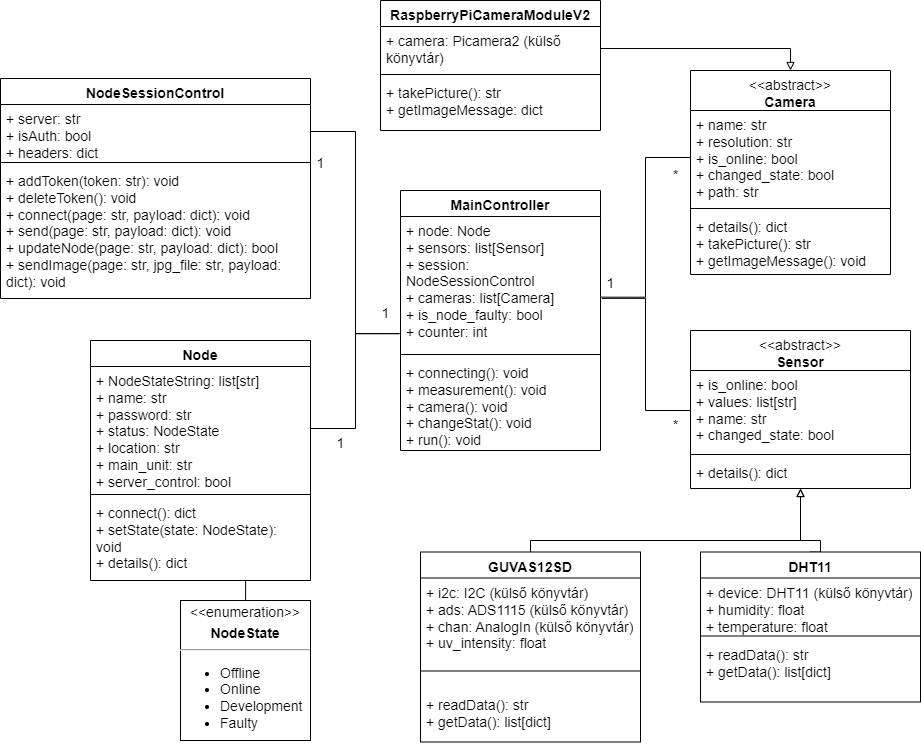 RaspberryPiCameraModuleV2
+ camera: Picamera2 (külső
könyvtár)
+ takePicture(): str
+ getImageMessage: dict
<<abstract>>
Camera
+ name: str
+ resolution: str
+ is_online: bool
+ changed_state: bool
+ path: str
+ details(): dict
+ takePicture(): str
+ getImageMessage(): void
NodeSessionControl
+ server: str
+ isAuth: bool
+ headers: dict
+ addToken(token: str): void
+ deleteToken(): void
+ connect(page: str, payload: dict): void
+ send(page: str, payload: dict): void
+ updateNode(page: str, payload: dict): bool
+ sendImage(page: str, jpg_file: str, payload:
dict): void
1
1
1
MainController
+ node: Node
+ sensors: list[Sensor]
+ session:
NodeSessionControl
+ cameras: list[Camera]
+ is_node_faulty: bool
+ counter: int
+ connecting(): void
+ measurement(): void
+ camera(): void
+ changeStat(): void
+ run(): void
1
*
*
Node
+ NodeStateString: list[str]
+ name: str
+ password: str
+ status: NodeState
+ location: str
+ main_unit: str
+ server_control: bool
+ connect(): dict
+ setState(state: NodeState):
void
+ details(): dict
<<abstract>>
Sensor
+ is_online: bool
+ values: list[str]
+ name: str
+ changed_state: bool
+ details(): dict
<<enumeration>>
NodeState
• Offline
• Online
• Development
• Faulty
GUVAS12SD
+ i2c: I2C (külső könyvtár)
+ ads: ADS1115 (külső könyvtár)
+ chan: AnalogIn (külső könyvtár)
+ uv_intensity: float
+ readData(): str
+ getData(): list[dict]
DHT11
+ device: DHT11 (külső könyvtár)
+ humidity: float
+ temperature: float
+ readData(): str
+ getData(): list[dict]